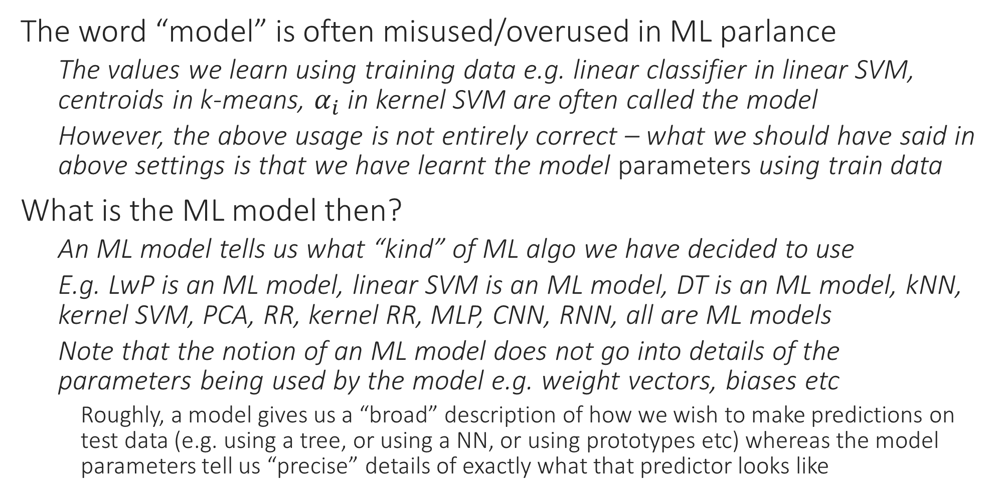 The word “model” is often misused/overused in ML parlance
The values we learn using training data e.g. linear classifier in linear SVM,
centroids in k-means, αᵢ in kernel SVM are often called the model
However, the above usage is not entirely correct – what we should have said in
above settings is that we have learnt the model parameters using train data
What is the ML model then?
An ML model tells us what “kind” of ML algo we have decided to use
E.g. LwP is an ML model, linear SVM is an ML model, DT is an ML model, kNN,
kernel SVM, PCA, RR, kernel RR, MLP, CNN, RNN, all are ML models
Note that the notion of an ML model does not go into details of the
parameters being used by the model e.g. weight vectors, biases etc
Roughly, a model gives us a “broad” description of how we wish to make predictions on
test data (e.g. using a tree, or using a NN, or using prototypes etc) whereas the model
parameters tell us “precise” details of exactly what that predictor looks like